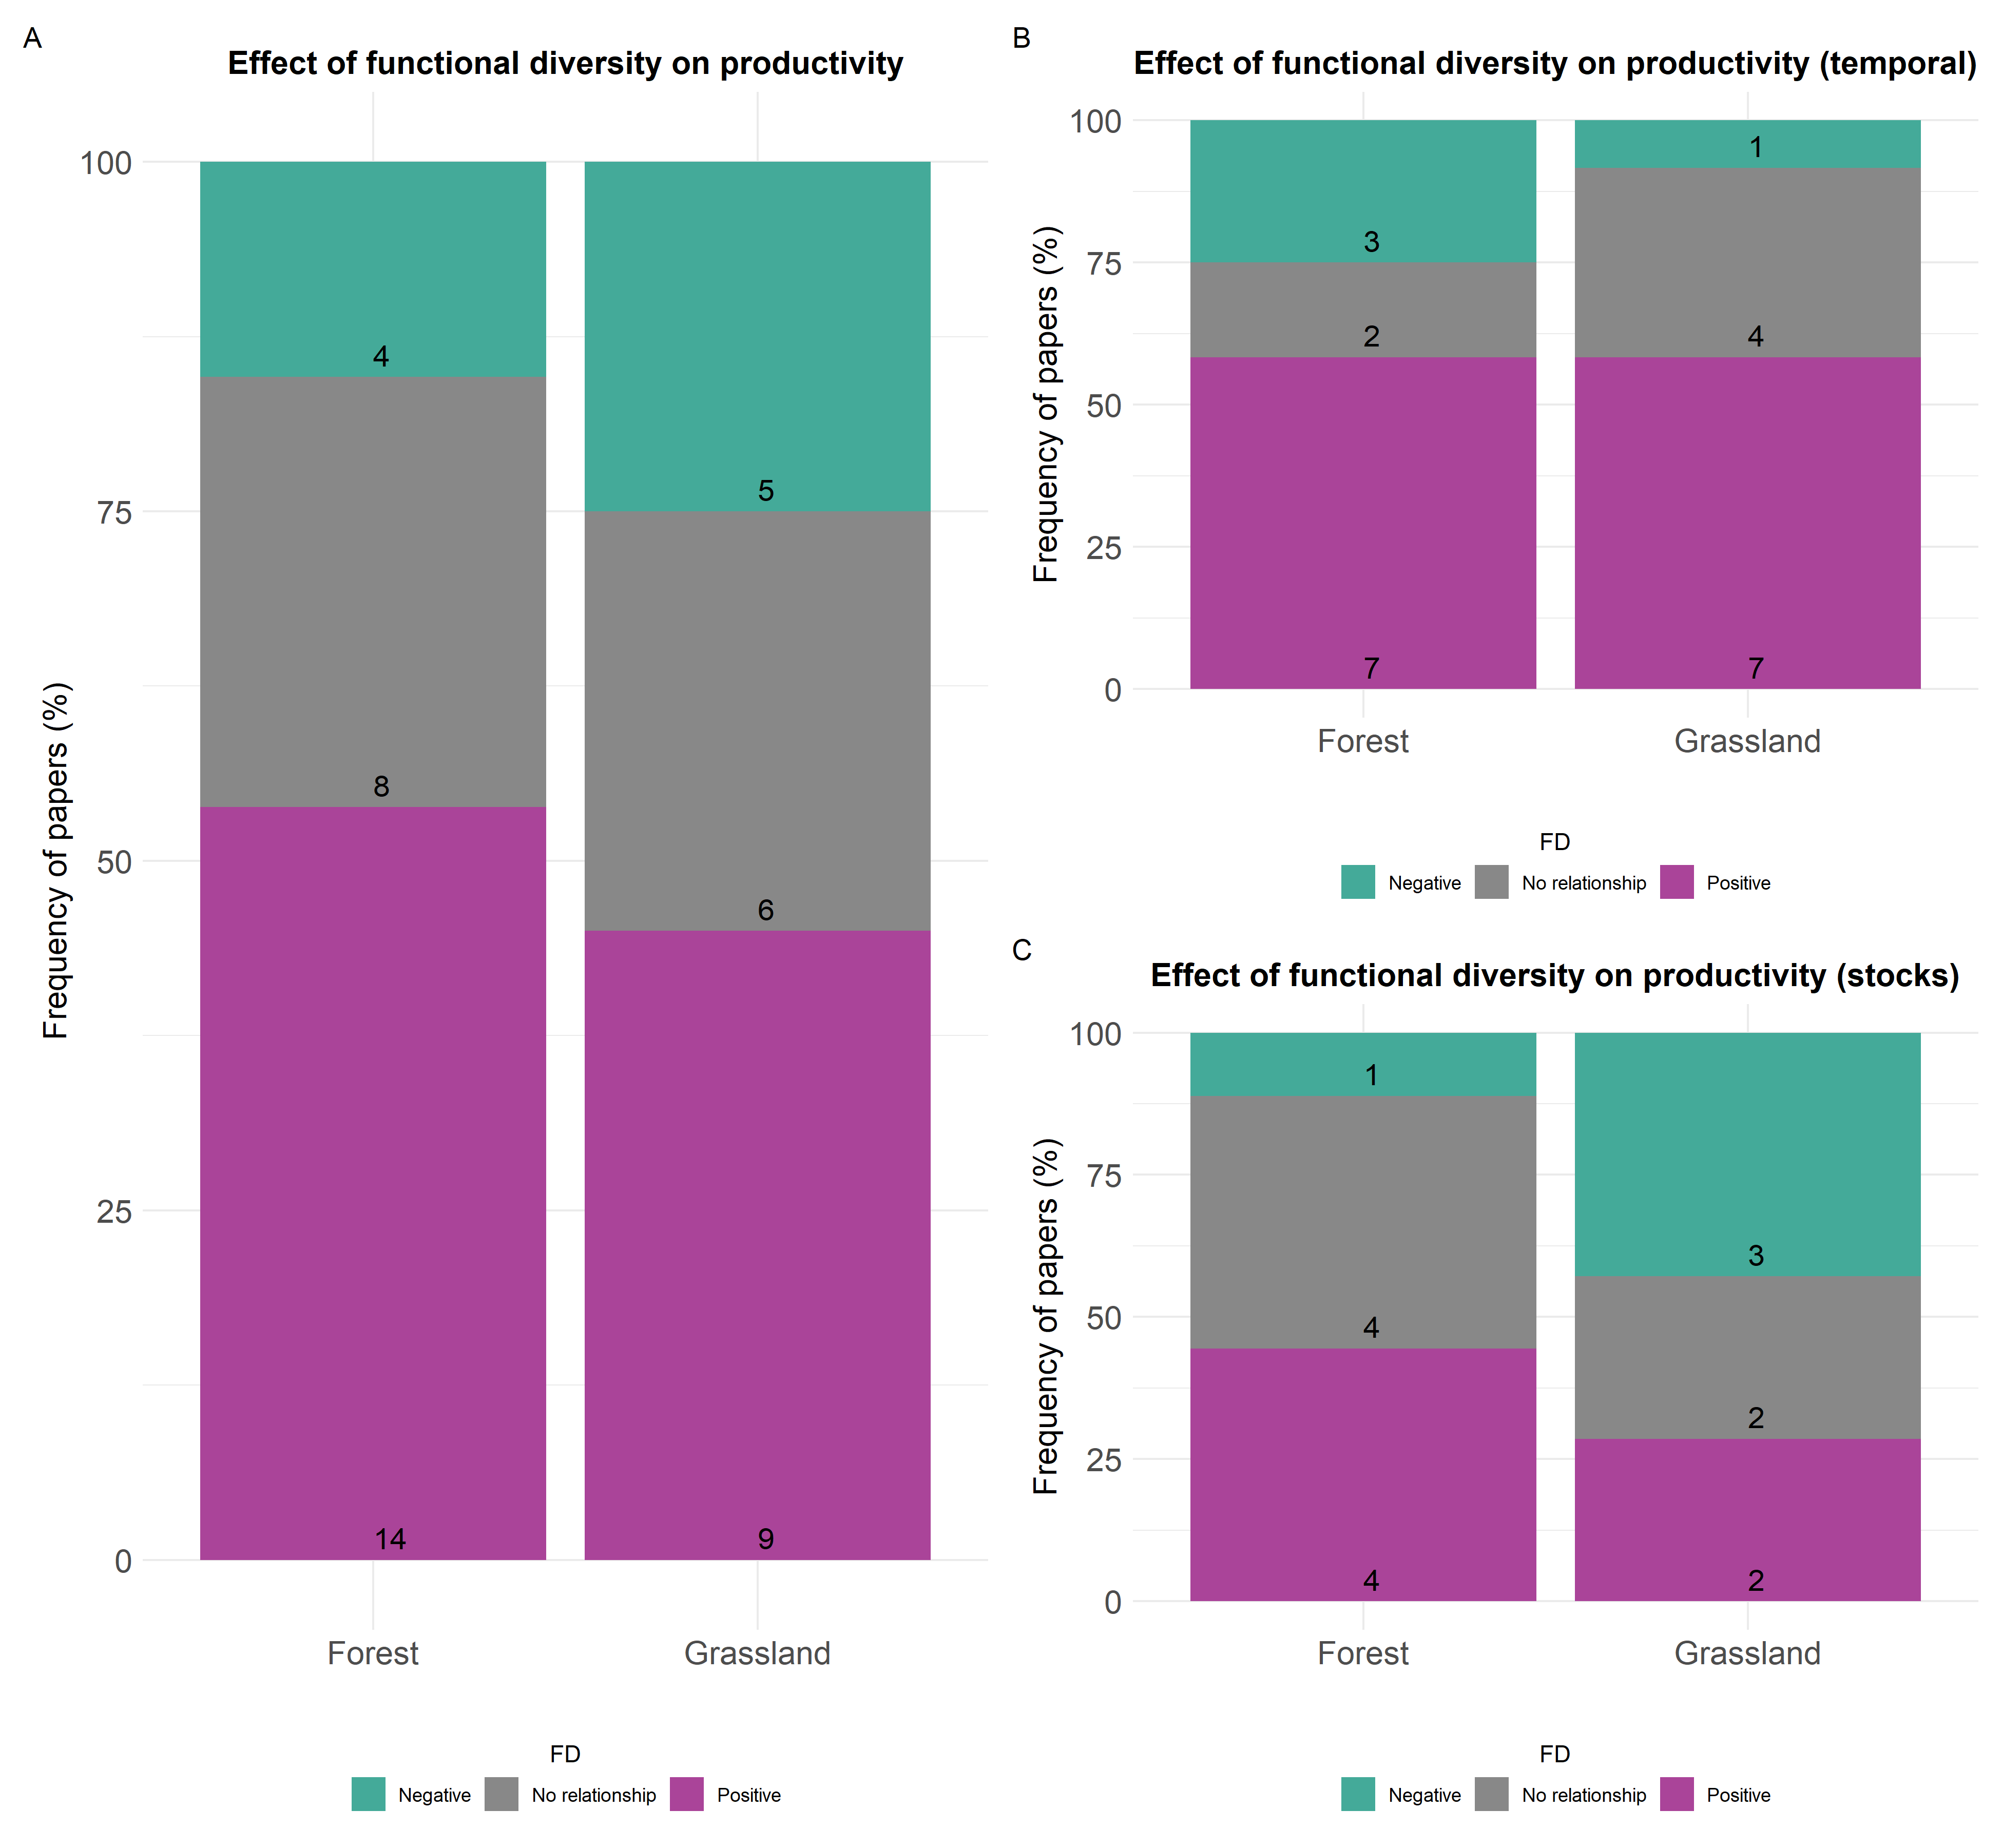 A
Effect of functional diversity on productivity
Frequency of papers (%)
100
75
50
25
0
4
8
14
5
6
9
Forest
Grassland
FD
Negative
No relationship
Positive
B
Effect of functional diversity on productivity (temporal)
Frequency of papers (%)
100
75
50
25
0
3
2
7
1
4
7
Forest
Grassland
FD
Negative
No relationship
Positive
C
Effect of functional diversity on productivity (stocks)
Frequency of papers (%)
100
75
50
25
0
1
4
4
3
2
2
Forest
Grassland
FD
Negative
No relationship
Positive